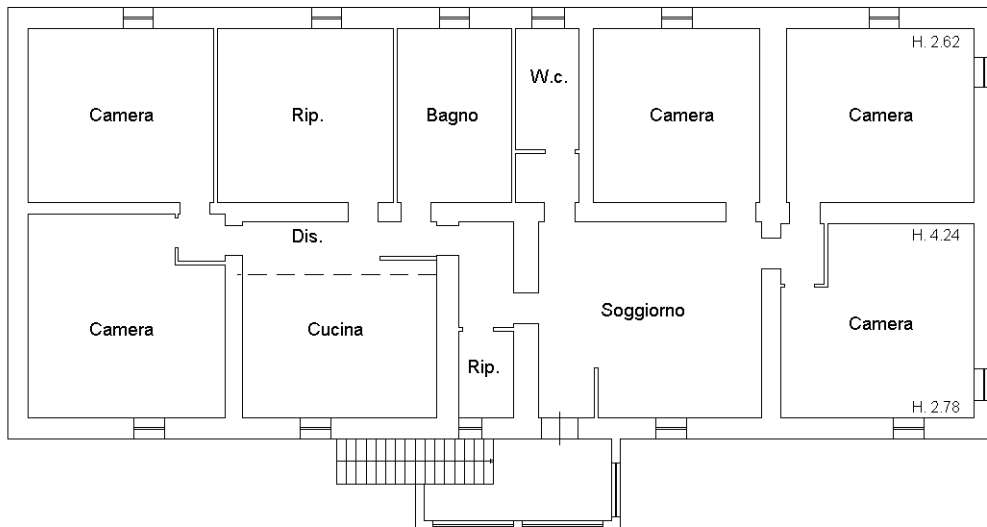 H. 2.62
Camera
Rip.
Bagno
W.c.
Camera
Camera
Dis.
H. 4.24
Camera
Cucina
Rip.
Soggiorno
Camera
H. 2.78